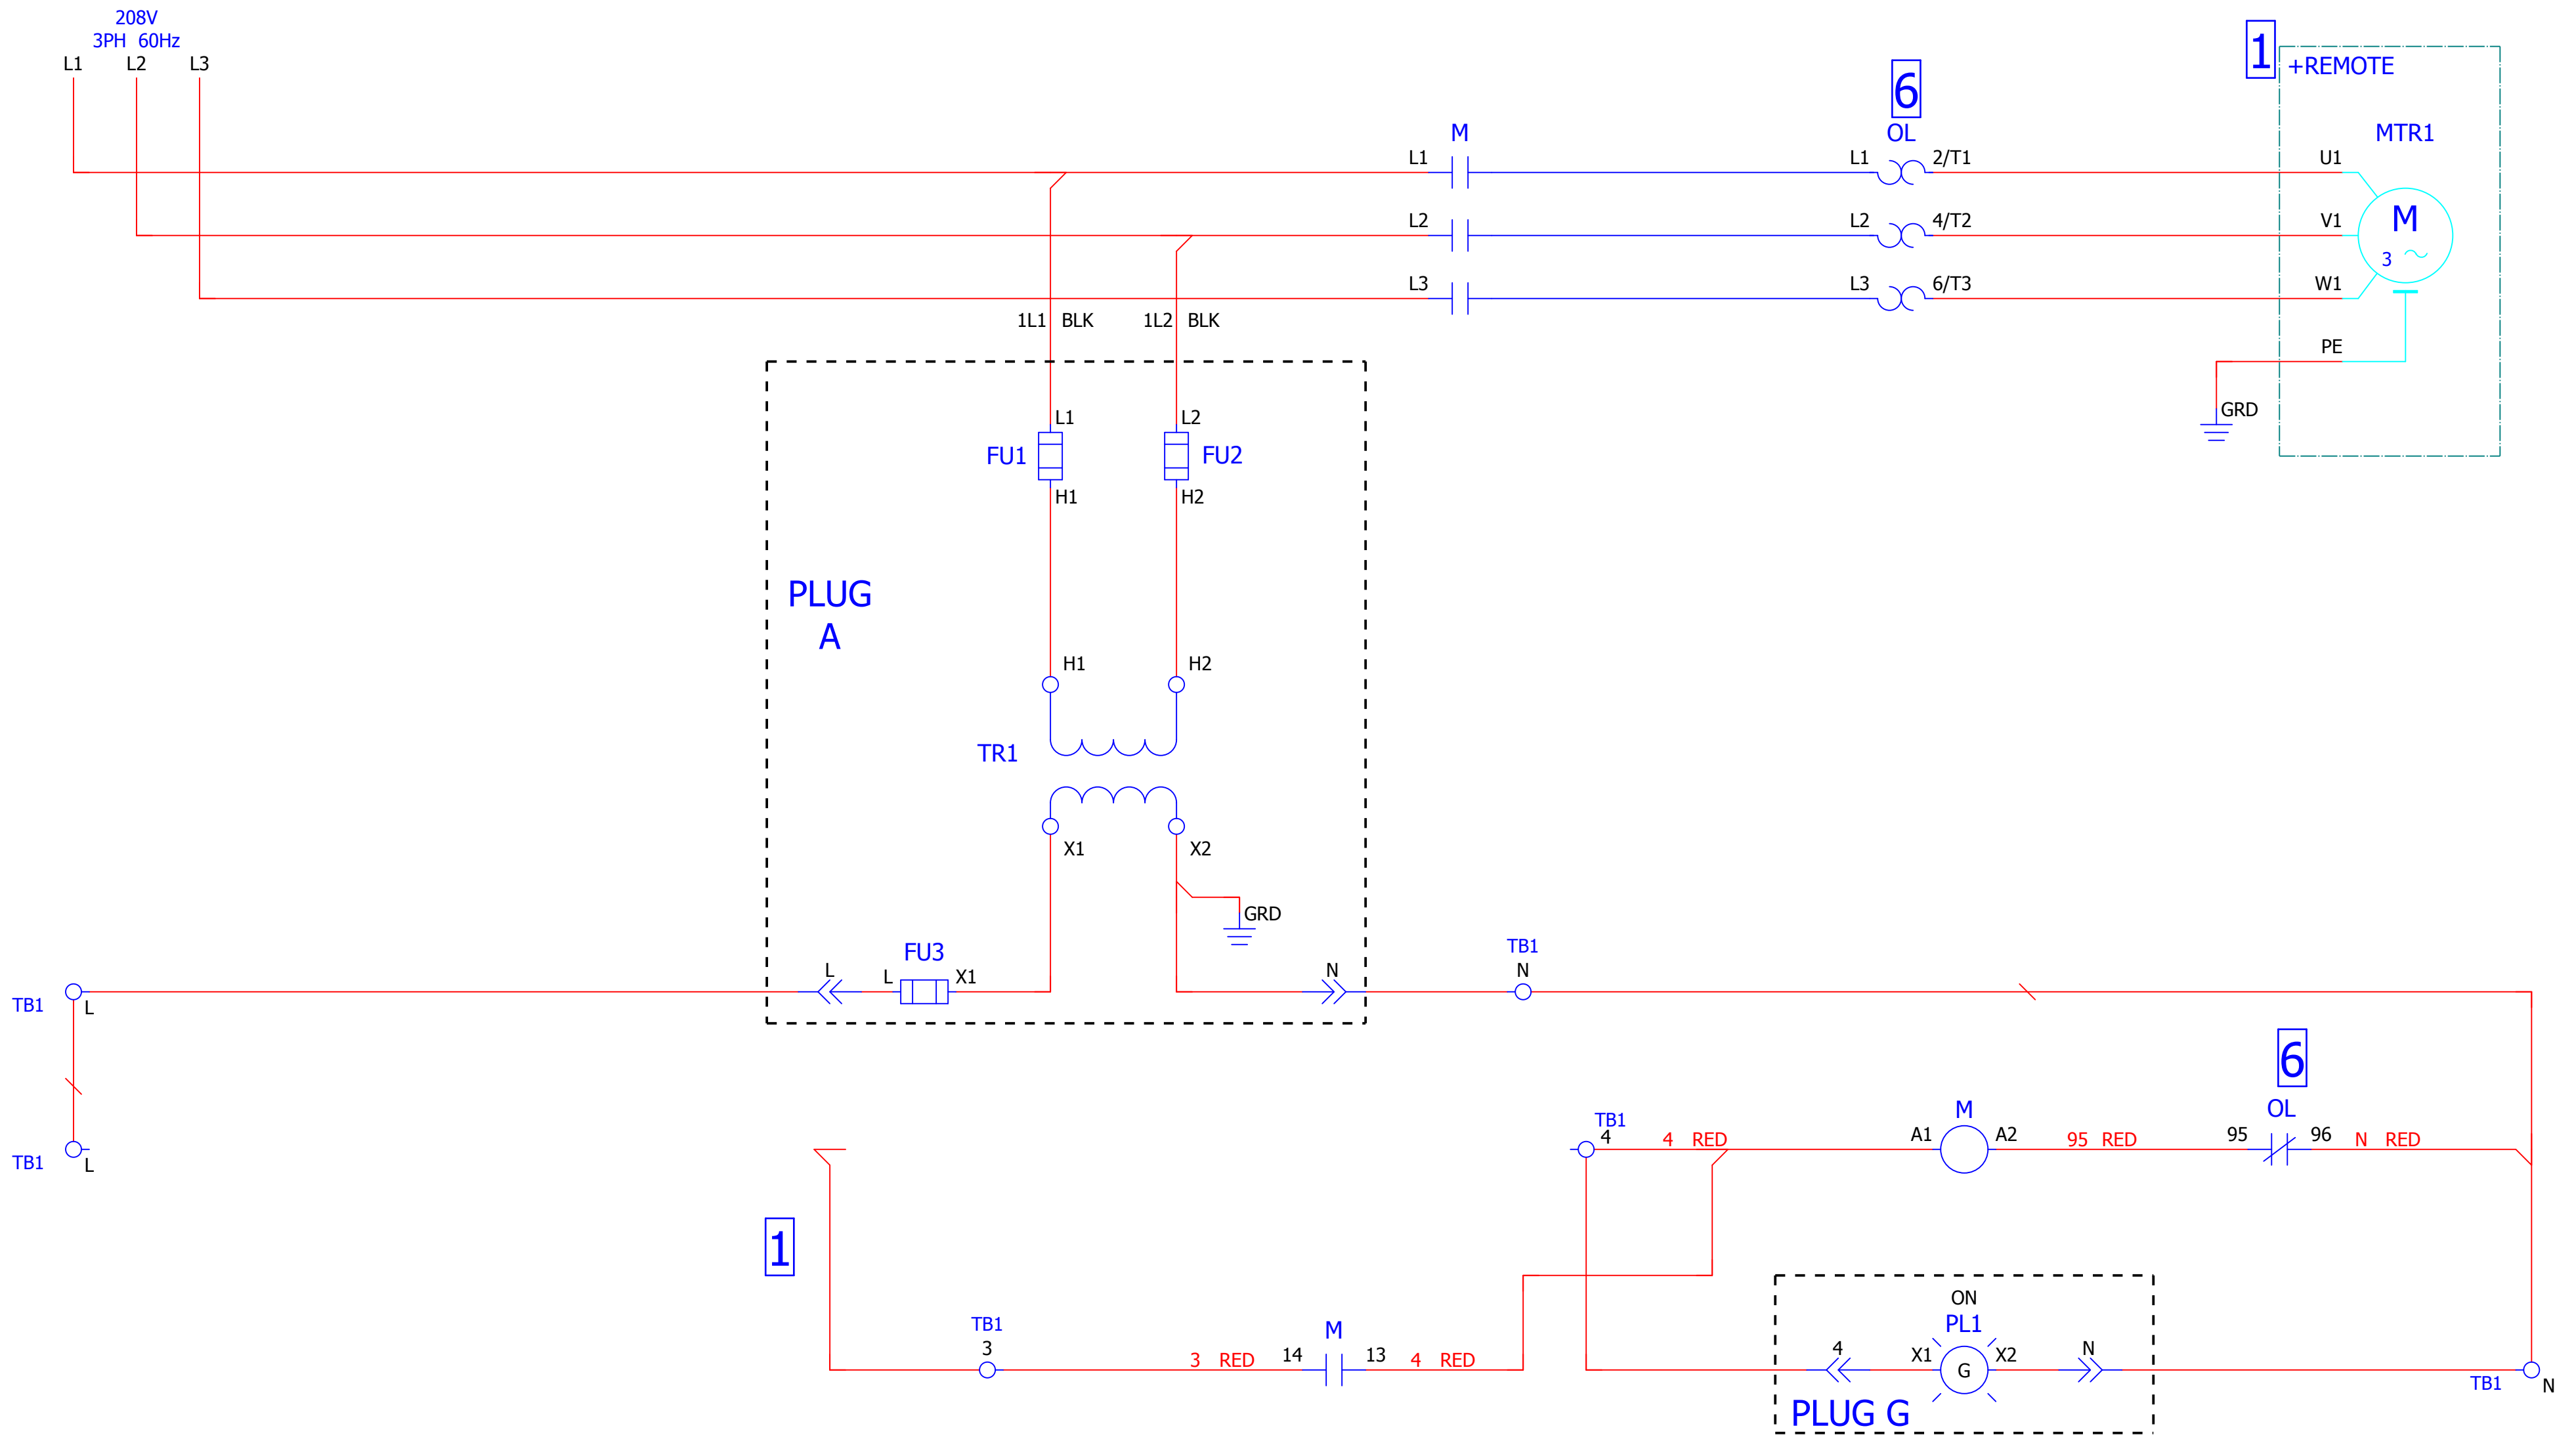 208V
3PH 60Hz
L1 L2 L3
1
+REMOTE
6
OL
M
MTR1
L1
L1 2/T1
U1
M
3
L2
L2 4/T2
V1
L3
L3 6/T3
W1
1L1 BLK
1L2 BLK
PE
GRD
L1
L2
FU1
FU2
H1
H2
PLUG
A
H1
H2
TR1
X1
X2
GRD
FU3
L
L X1
N
TB1
N
TB1
L
6
OL
TB1
4
4 RED
M
A1 A2
95 RED
95 96
N RED
TB1
L
1
TB1
3
3 RED
M
14 13
4 RED
ON
PL1
4
X1 G X2
N
PLUG G
TB1
N